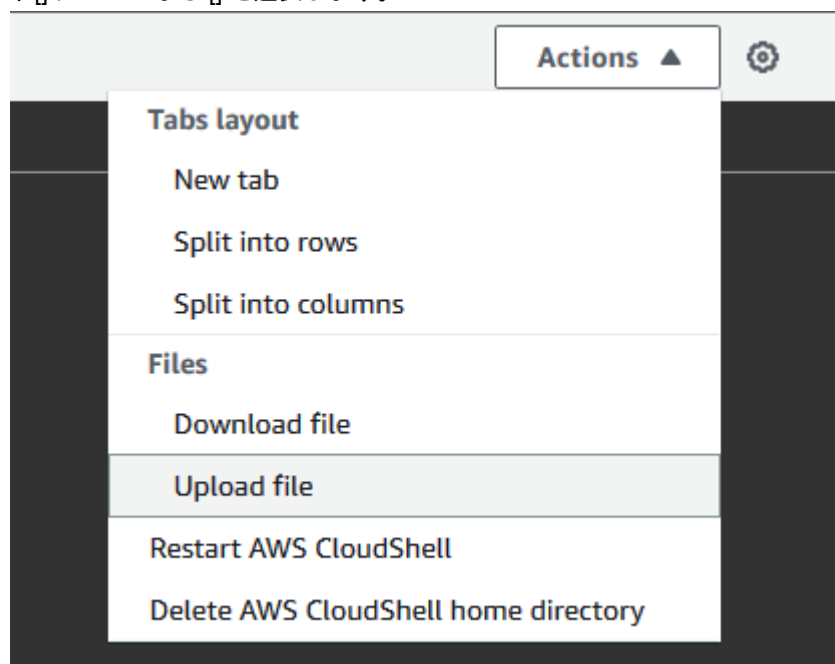 Actions
Tabs layout
New tab
Split into rows
Split into columns
Files
Download file
Upload file
Restart AWS CloudShell
Delete AWS CloudShell home directory